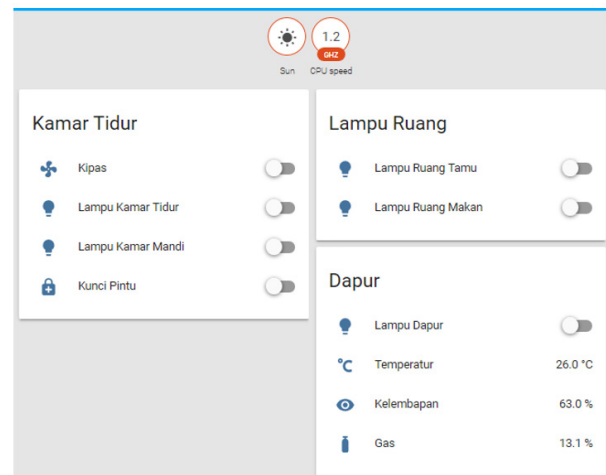 1.2
GHZ
Sun
CPU speed
Kamar Tidur
Kipas
Lampu Kamar Tidur
Lampu Kamar Mandi
Kunci Pintu
Lampu Ruang
Lampu Ruang Tamu
Lampu Ruang Makan
Dapur
Lampu Dapur
°C Temperatur 26.0 °C
Kelembapan 63.0 %
Gas 13.1 %